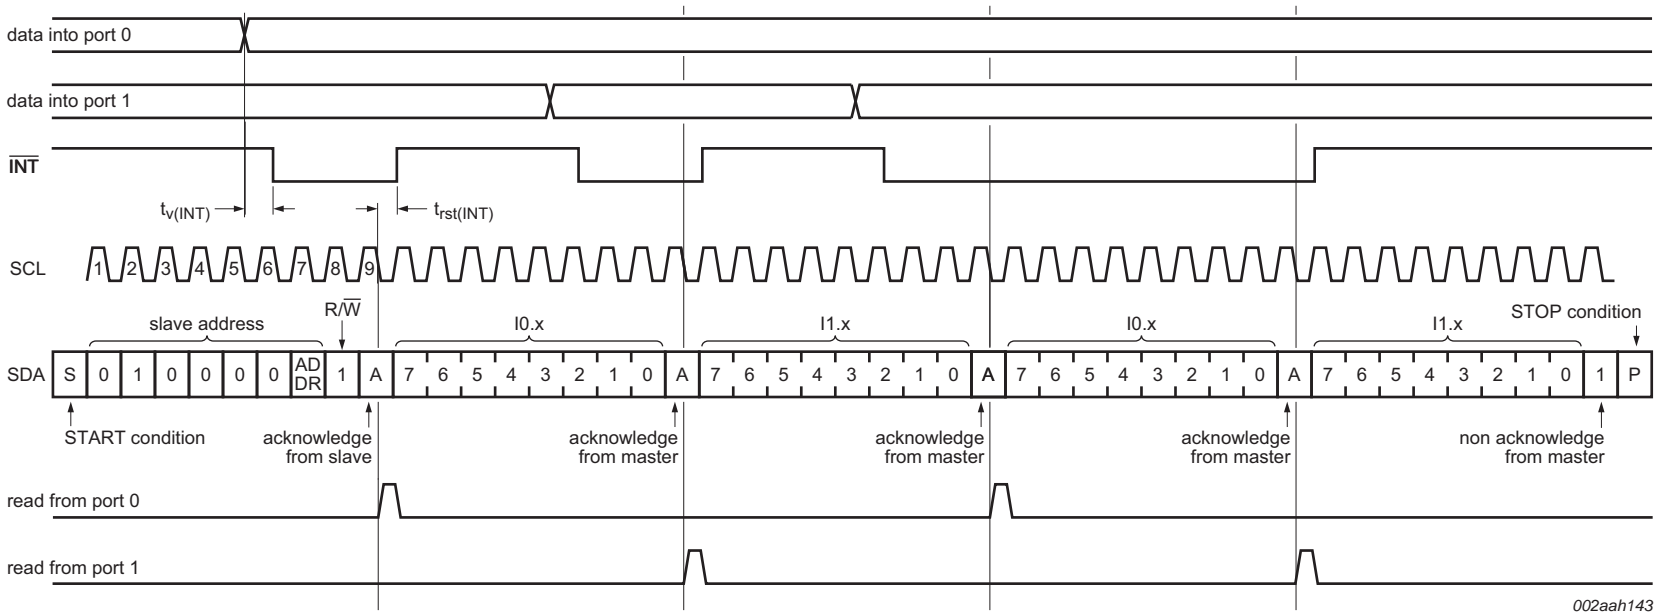 data into port 0
data into port 1
INT
tv(INT) trst(INT)
SCL 1 2 3 4 5 6 7 8 9
R/W STOP condition
slave address I0.x I1.x I0.x I1.x
SDA S 0 1 0 0 0 0 AD DR 1 A 7 6 5 4 3 2 1 0 A 7 6 5 4 3 2 1 0 A 7 6 5 4 3 2 1 0 A 7 6 5 4 3 2 1 0 1 P
START condition acknowledge acknowledge acknowledge acknowledge non acknowledge
from slave from master from master from master from master
read from port 0
read from port 1
002aah143